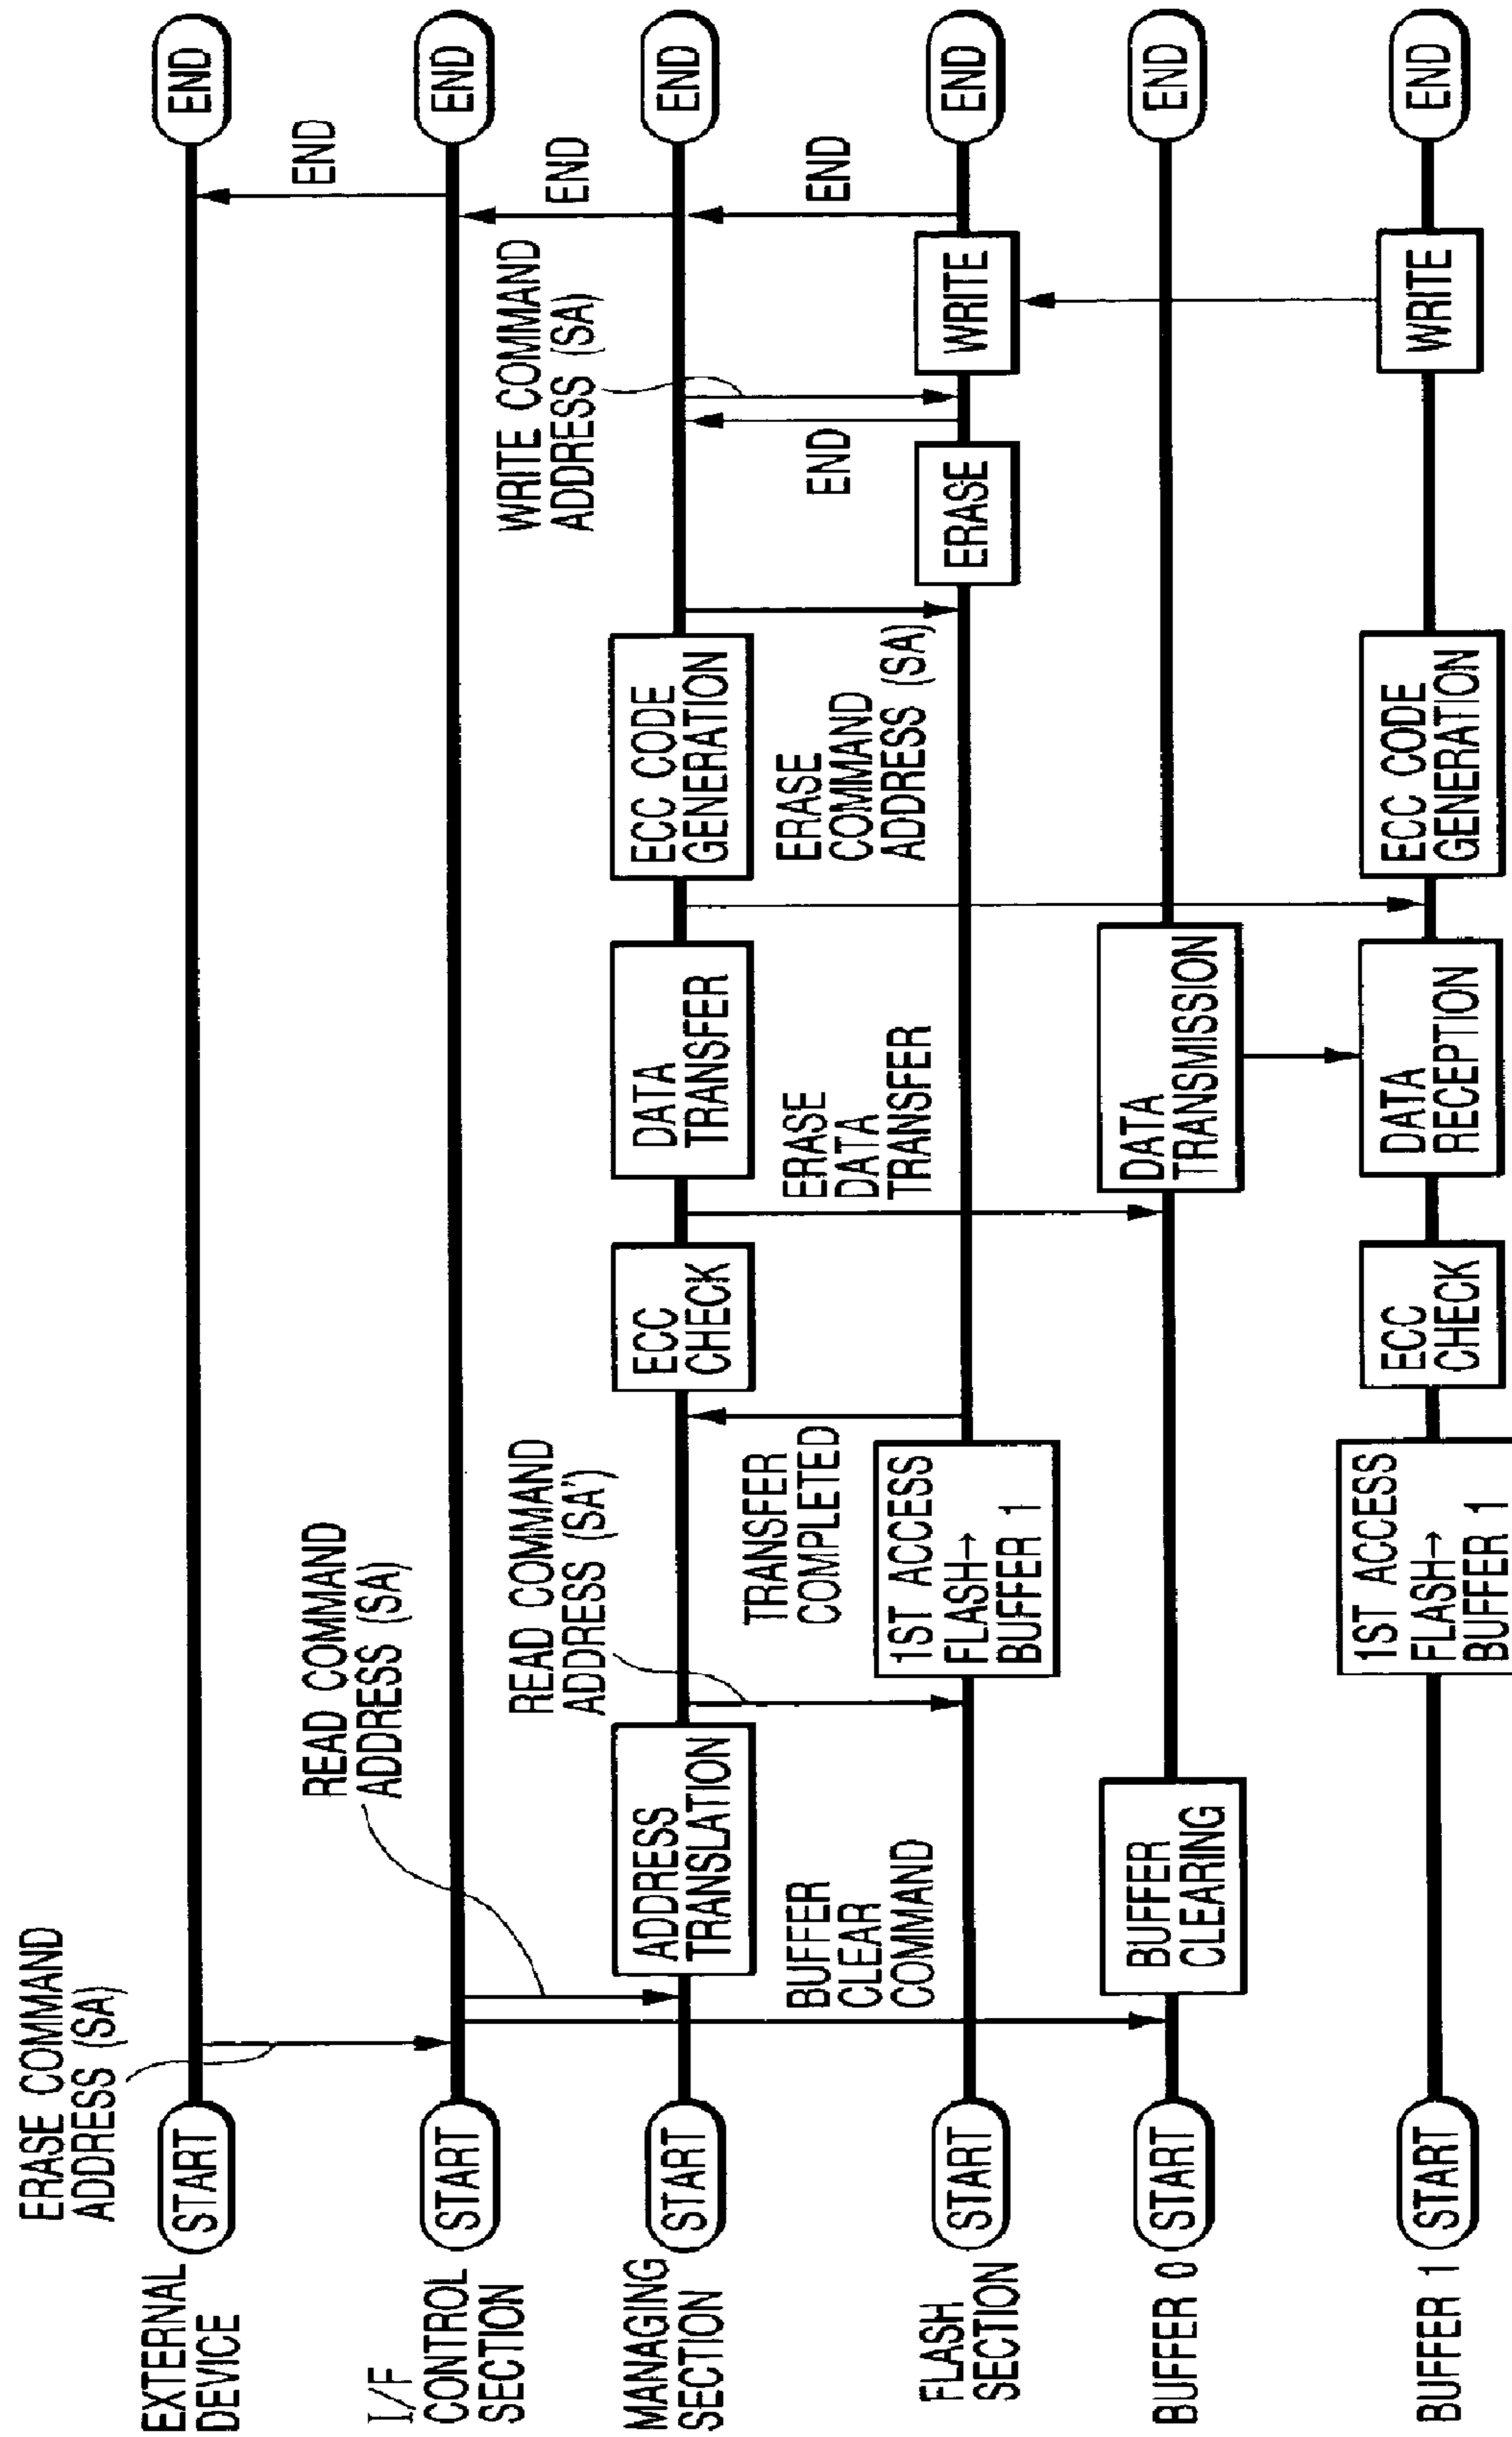 EXTERNAL
DEVICE
START
ERASE COMMAND
ADDRESS (SA)
END
END
I/F
CONTROL
SECTION
START
READ COMMAND
ADDRESS (SA)
END
END
MANAGING
SECTION
START
ADDRESS
TRANSLATION
READ COMMAND
ADDRESS (SA')
ECC
CHECK
DATA
TRANSFER
ECC CODE
GENERATION
WRITE COMMAND
ADDRESS (SA)
END
BUFFER
CLEAR
COMMAND
TRANSFER
COMPLETED
ERASE
DATA
TRANSFER
ERASE
COMMAND
ADDRESS (SA)
END
END
FLASH
SECTION
START
1ST ACCESS
FLASH→
BUFFER 1
ERASE
WRITE
END
BUFFER 0
START
BUFFER
CLEARING
DATA
TRANSMISSION
END
BUFFER 1
START
1ST ACCESS
FLASH→
BUFFER 1
ECC
CHECK
DATA
RECEPTION
ECC CODE
GENERATION
WRITE
END